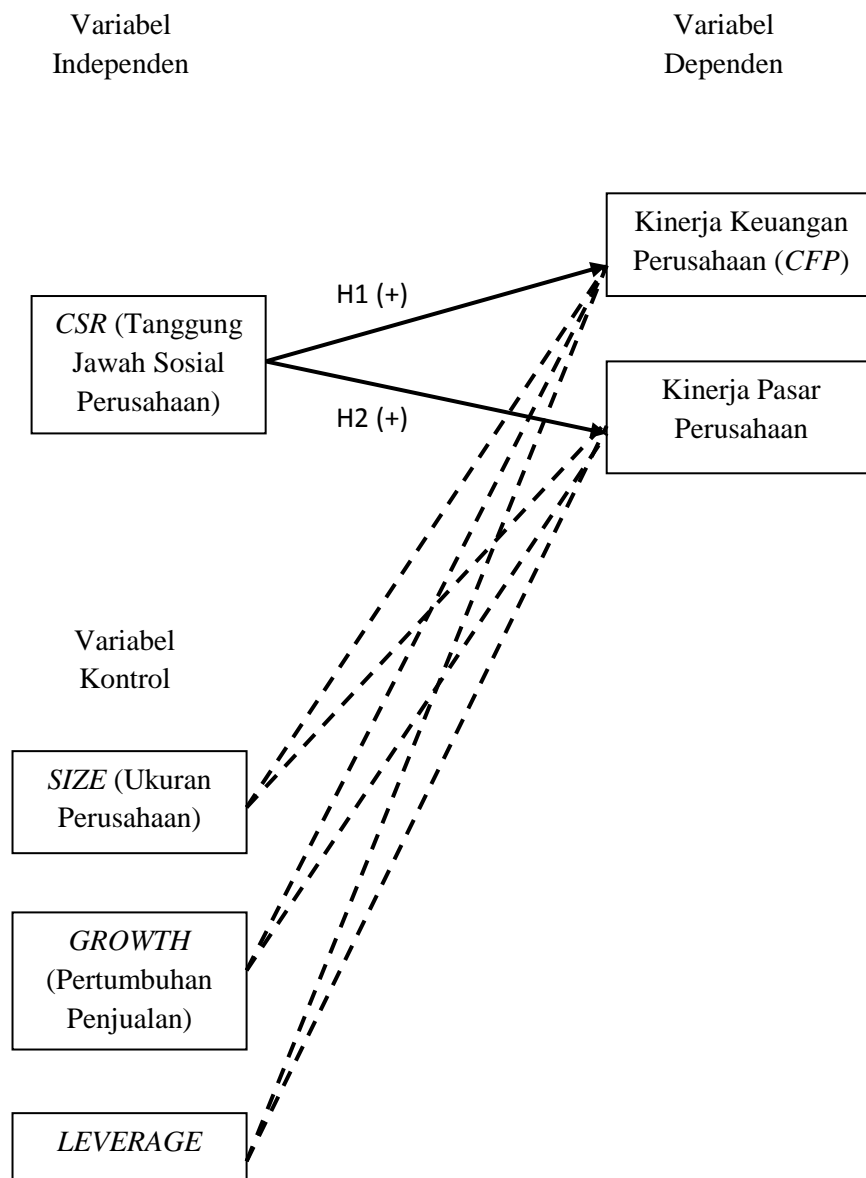 Variabel
Independen
Variabel
Dependen
Kinerja Keuangan
Perusahaan (CFP)
H1 (+)
CSR (Tanggung
Jawah Sosial
Perusahaan)
Kinerja Pasar
Perusahaan
H2 (+)
Variabel
Kontrol
SIZE (Ukuran
Perusahaan)
GROWTH
(Pertumbuhan
Penjualan)
LEVERAGE